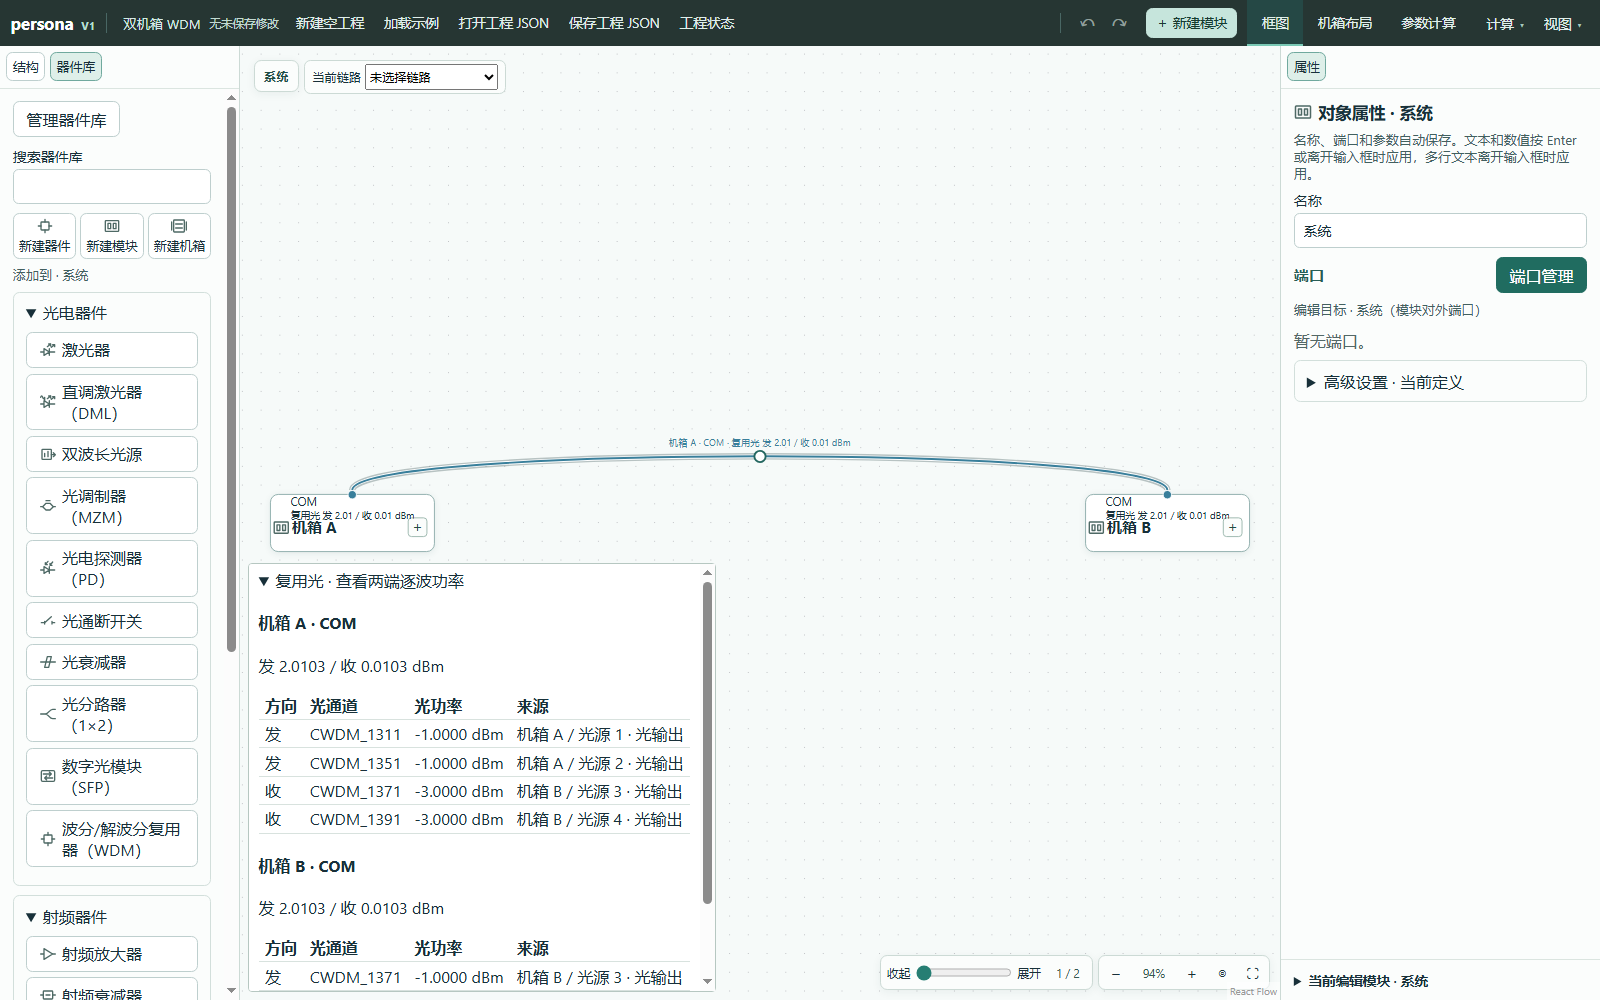 persona V1
双机箱 WDM 无未保存修改 新建空工程 加载示例 打开工程 JSON 保存工程 JSON 工程状态
+ 新建模块 框图 机箱布局 参数计算 计算 视图
结构 器件库
管理器件库
搜索器件库
新建器件 新建模块 新建机箱
添加到 · 系统
▼ 光电器件
激光器
直调激光器
（DML）
双波长光源
光调制器
（MZM）
光电探测器
（PD）
光通断开关
光衰减器
光分路器
（1×2）
数字光模块
（SFP）
波分/解波分复用
器（WDM）
▼ 射频器件
射频放大器
射频衰减器
系统 当前链路 未选择链路
机箱 A · COM · 复用光 发 2.01 / 收 0.01 dBm
COM
复用光 发 2.01 / 收 0.01 dBm
机箱 A +
COM
复用光 发 2.01 / 收 0.01 dBm
机箱 B +
▼ 复用光 · 查看两端逐波功率
机箱 A · COM
发 2.0103 / 收 0.0103 dBm
方向 光通道 光功率 来源
发 CWDM_1311 -1.0000 dBm 机箱 A / 光源 1 · 光输出
发 CWDM_1351 -1.0000 dBm 机箱 A / 光源 2 · 光输出
收 CWDM_1371 -3.0000 dBm 机箱 B / 光源 3 · 光输出
收 CWDM_1391 -3.0000 dBm 机箱 B / 光源 4 · 光输出
机箱 B · COM
发 2.0103 / 收 0.0103 dBm
方向 光通道 光功率 来源
发 CWDM_1371 -1.0000 dBm 机箱 B / 光源 3 · 光输出
收起 展开 1 / 2
− 94% +
React Flow
属性
对象属性 · 系统
名称、端口和参数自动保存。文本和数值按 Enter
或离开输入框时应用，多行文本离开输入框时应
用。
名称
系统
端口 端口管理
编辑目标 · 系统（模块对外端口）
暂无端口。
▶ 高级设置 · 当前定义
▶ 当前编辑模块 · 系统